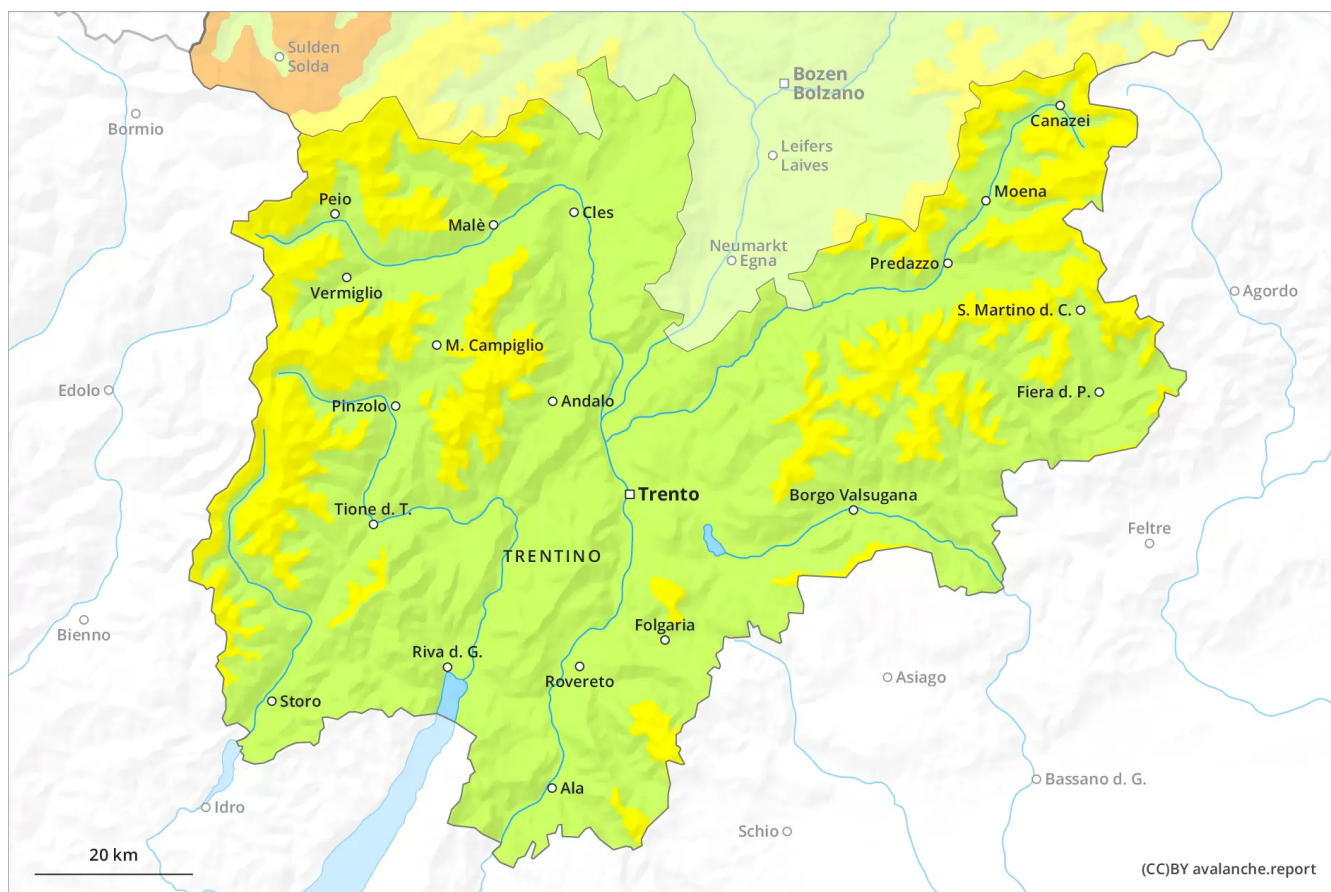 Sulden
Solda
Bozen
Bolzano
Bormio
Canazei
Leifers
Laives
Peio
Moena
Malè
Cles
Neumarkt
Egna
Predazzo
Vermiglio
Agordo
S. Martino d. C.
M. Campiglio
Edolo
Pinzolo
Andalo
Fiera d. P.
Trento
Borgo Valsugana
Tione d. T.
Feltre
TRENTINO
Bienno
Folgaria
Riva d. G.
Rovereto
Asiago
Storo
Bassano d. G.
Ala
Idro
Schio
20 km
(CC)BY avalanche.report